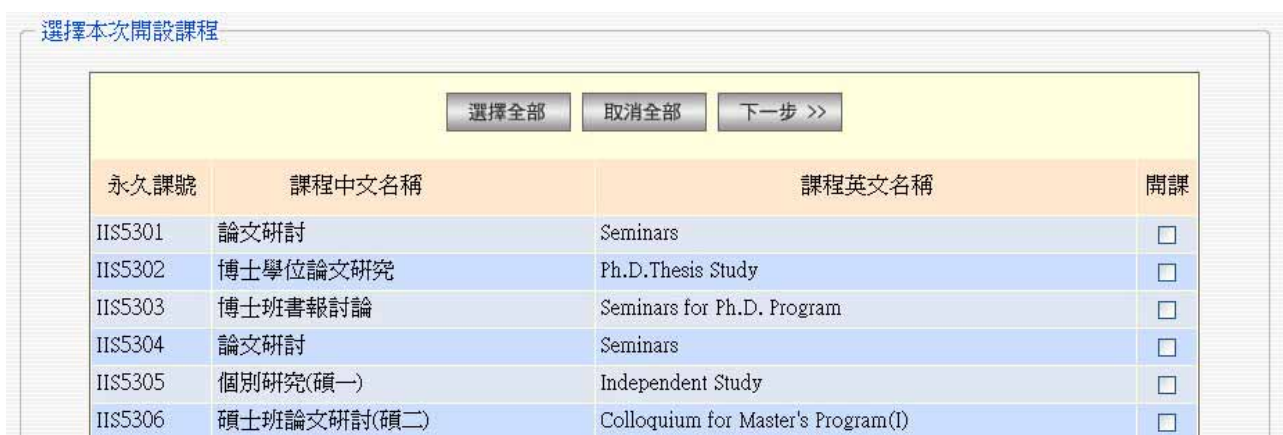 選擇本次開設課程
選擇全部 取消全部 下一步 >>
永久課號 課程中文名稱 課程英文名稱 開課
IIS5301 論文研討 Seminars
IIS5302 博士學位論文研究 Ph.D.Thesis Study
IIS5303 博士班書報討論 Seminars for Ph.D. Program
IIS5304 論文研討 Seminars
IIS5305 個別研究(碩一) Independent Study
IIS5306 碩士班論文研討(碩二) Colloquium for Master's Program(I)